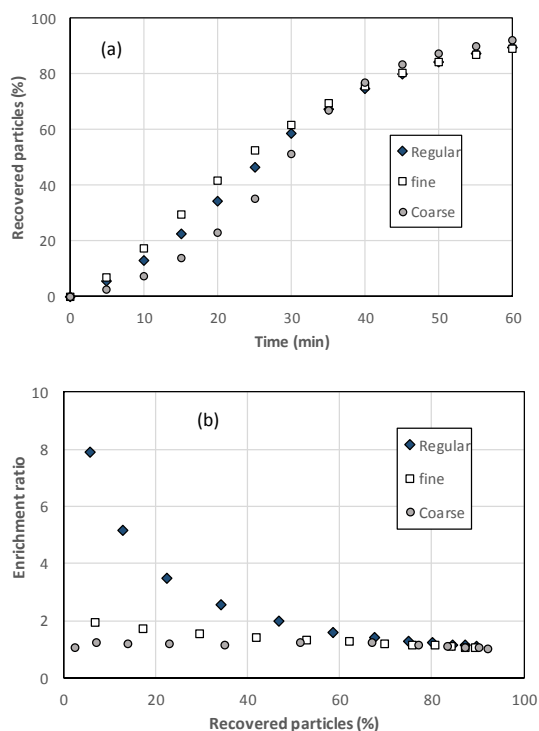 (a)
100
80
60
40
20
0
Recovered particles (%)
Regular
fine
Coarse
0 10 20 30 40 50 60
Time (min)
(b)
10
8
6
4
2
0
Enrichment ratio
Regular
fine
Coarse
0 20 40 60 80 100
Recovered particles (%)